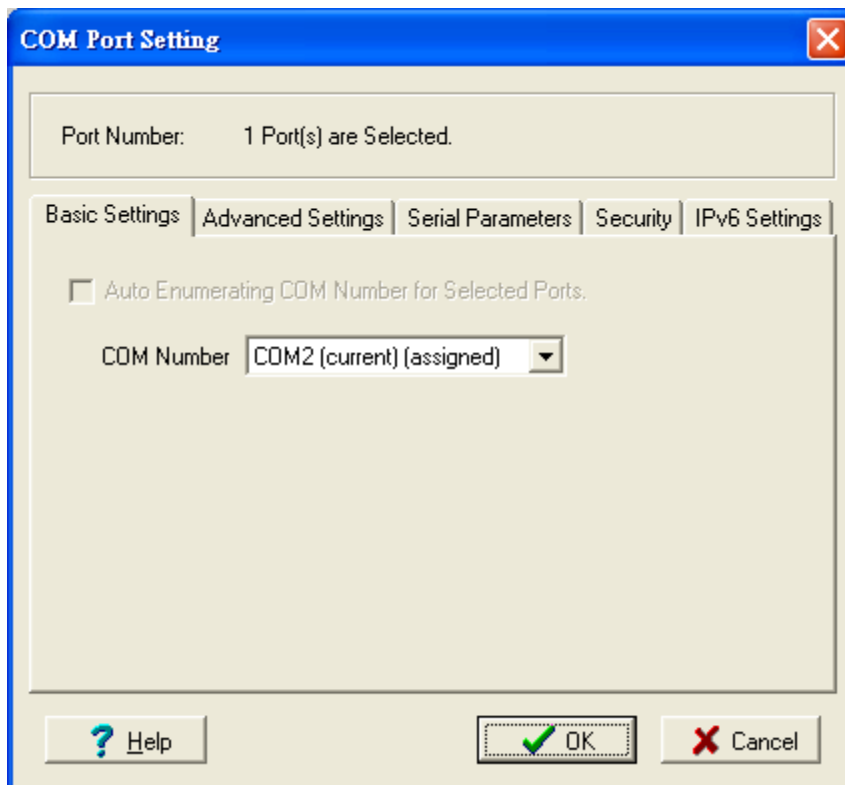 COM Port Setting
Port Number: 1 Port(s) are Selected.
Basic Settings Advanced Settings Serial Parameters Security IPv6 Settings
Auto Enumerating COM Number for Selected Ports.
COM Number COM2 (current) (assigned)
Help OK Cancel